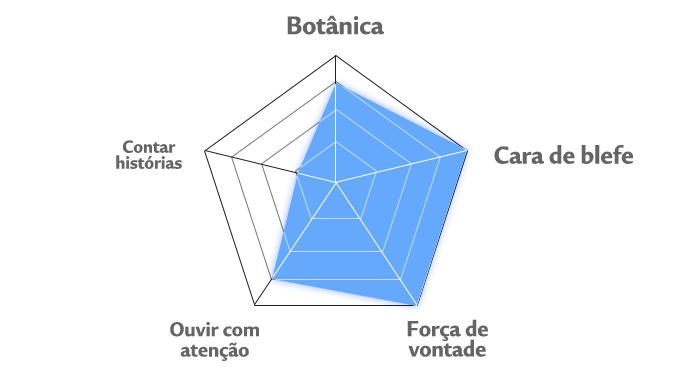 Botânica
Contar
histórias
Cara de blefe
Ouvir com
atenção
Força de
vontade